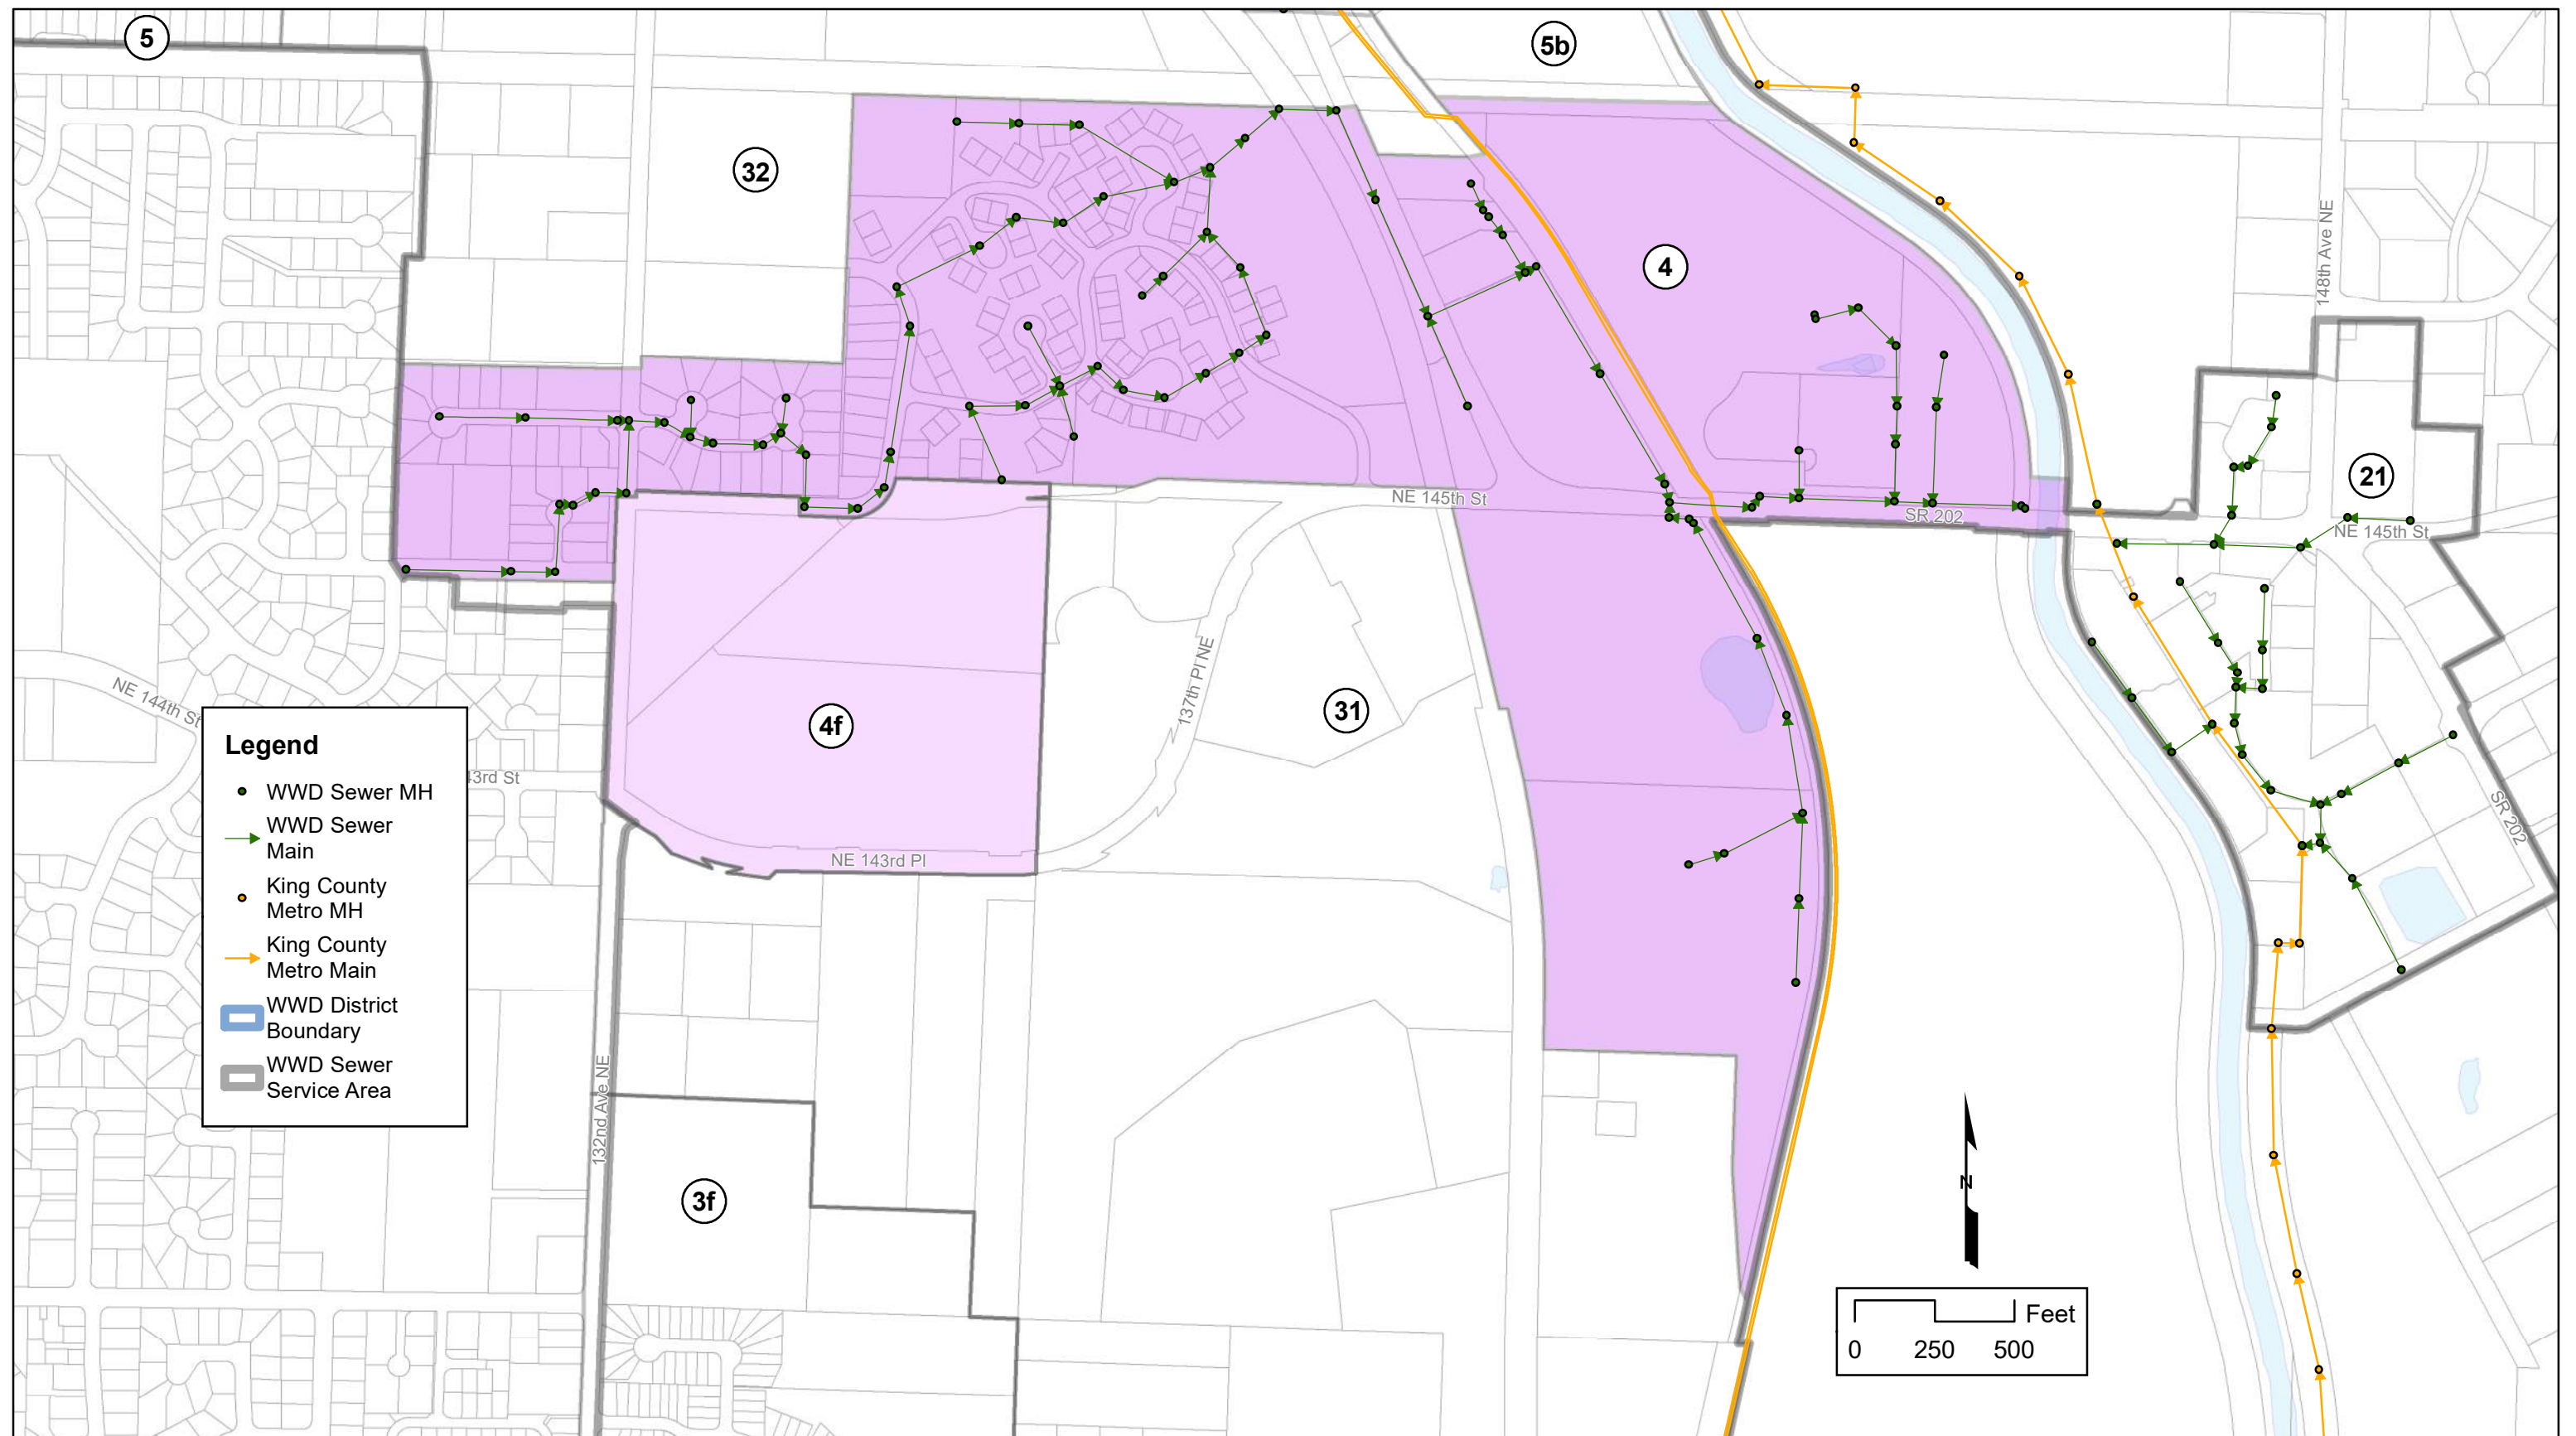 5
5b
32
4
148th Ave NE
21
NE 145th St
SR 202
NE 145th St
NE 144th St
137th Pl NE
31
4f
43rd St
SR 202
NE 143rd Pl
Legend
WWD Sewer MH
WWD Sewer
Main
King County
Metro MH
King County
Metro Main
WWD District
Boundary
WWD Sewer
Service Area
132nd Ave NE
3f
N
Feet
0 250 500